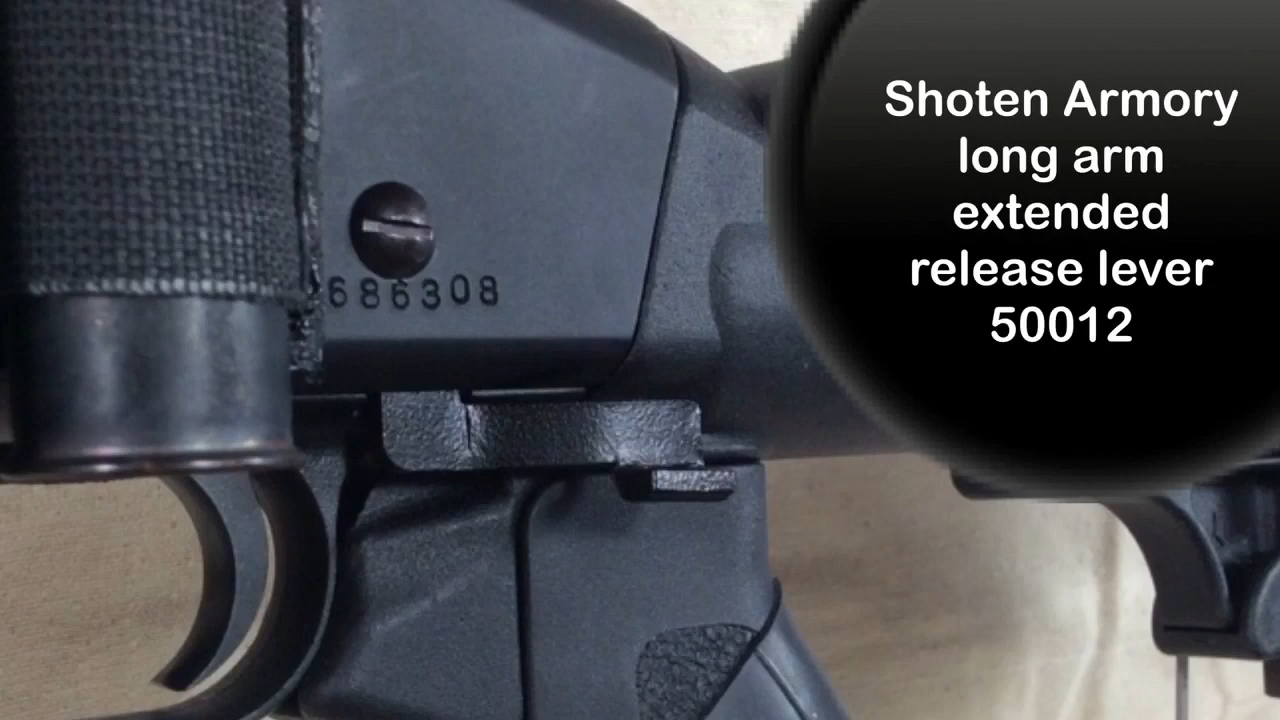 Shoten Armory
long arm
extended
release lever
50012
686308